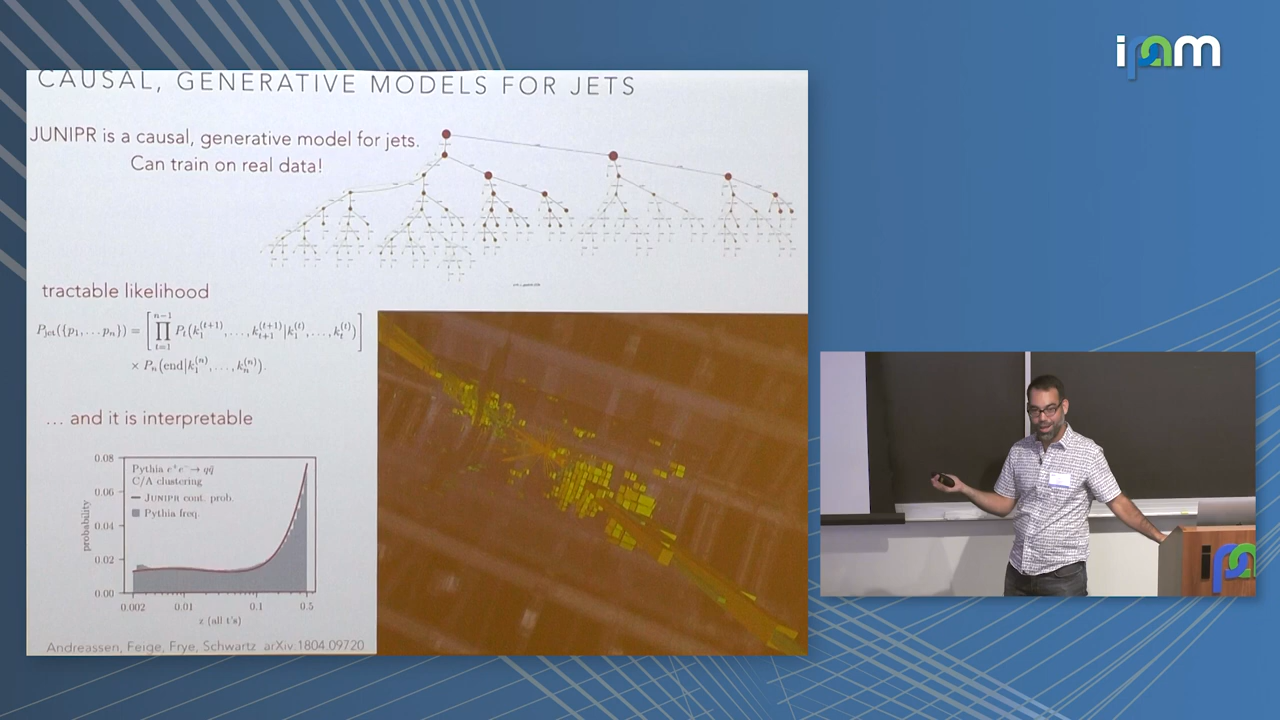 ipam
CAUSAL, GENERATIVE MODELS FOR JETS
JUNIPR is a causal, generative model for jets.
Can train on real data!
tractable likelihood
P_jet({p_1, . . . p_n}) = [∏_{t=1}^{n−1} P_t(k_1^{(t+1)}, . . . , k_{t+1}^{(t+1)}|k_1^{(t)}, . . . , k_t^{(t)})]
× P_n(end|k_1^{(n)}, . . . , k_n^{(n)}).
... and it is interpretable
0.08
0.06
0.04
0.02
0.00
probability
Pythia e⁺e⁻ → qq̄
C/A clustering
JUNIPR cont. prob.
Pythia freq.
0.002 0.01 0.1 0.5
z (all t's)
Andreassen, Feige, Frye, Schwartz arXiv:1804.09720
ip